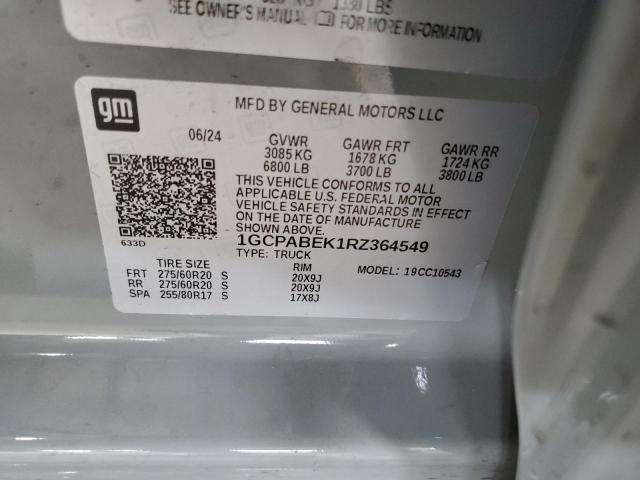 1330 LBS
SEE OWNER'S MANUAL FOR MORE INFORMATION
gm
MFD BY GENERAL MOTORS LLC
06/24 GVWR GAWR FRT GAWR RR
3085 KG 1678 KG 1724 KG
6800 LB 3700 LB 3800 LB
THIS VEHICLE CONFORMS TO ALL
APPLICABLE U.S. FEDERAL MOTOR
VEHICLE SAFETY STANDARDS IN EFFECT
ON THE DATE OF MANUFACTURE
SHOWN ABOVE.
633D
1GCPABEK1RZ364549
TYPE: TRUCK
TIRE SIZE RIM MODEL: 19CC10543
FRT 275/60R20 S 20X9J
RR 275/60R20 S 20X9J
SPA 255/80R17 S 17X8J